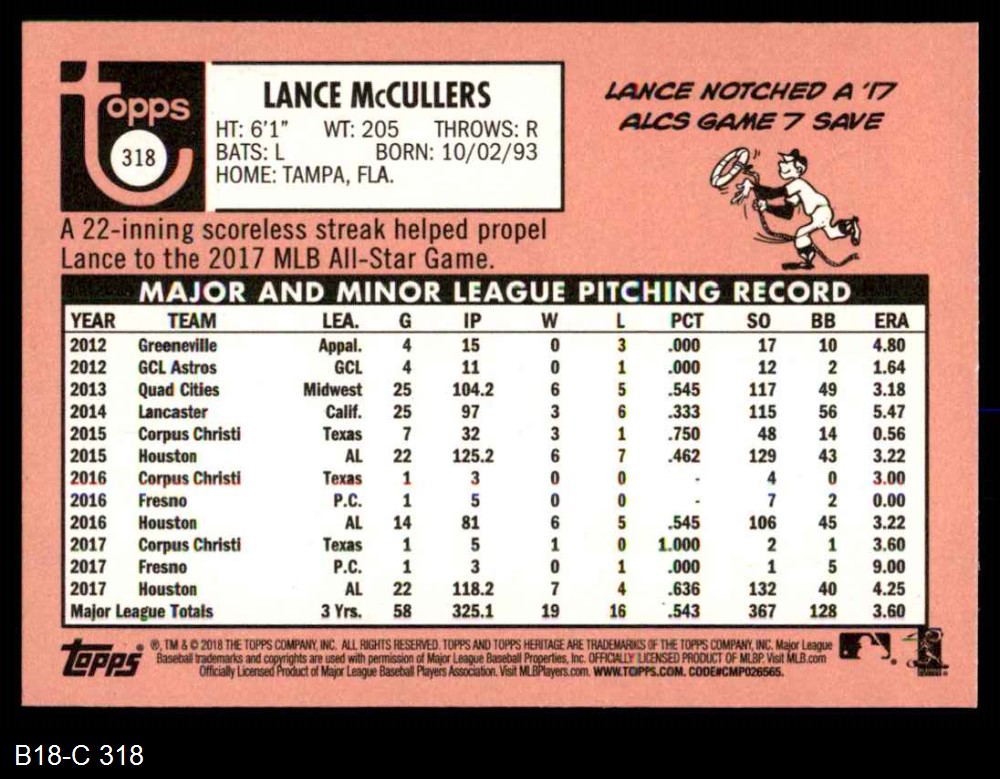 topps
318
LANCE McCULLERS
HT: 6'1" WT: 205 THROWS: R
BATS: L BORN: 10/02/93
HOME: TAMPA, FLA.
LANCE NOTCHED A '17
ALCS GAME 7 SAVE
A 22-inning scoreless streak helped propel
Lance to the 2017 MLB All-Star Game.
MAJOR AND MINOR LEAGUE PITCHING RECORD
YEAR TEAM LEA. G IP W L PCT SO BB ERA
2012 Greeneville Appal. 4 15 0 3 .000 17 10 4.80
2012 GCL Astros GCL 4 11 0 1 .000 12 2 1.64
2013 Quad Cities Midwest 25 104.2 6 5 .545 117 49 3.18
2014 Lancaster Calif. 25 97 3 6 .333 115 56 5.47
2015 Corpus Christi Texas 7 32 3 1 .750 48 14 0.56
2015 Houston AL 22 125.2 6 7 .462 129 43 3.22
2016 Corpus Christi Texas 1 3 0 0 - 4 0 3.00
2016 Fresno P.C. 1 5 0 0 - 7 2 0.00
2016 Houston AL 14 81 6 5 .545 106 45 3.22
2017 Corpus Christi Texas 1 5 1 0 1.000 2 1 3.60
2017 Fresno P.C. 1 3 0 1 .000 1 5 9.00
2017 Houston AL 22 118.2 7 4 .636 132 40 4.25
Major League Totals 3 Yrs. 58 325.1 19 16 .543 367 128 3.60
Topps ®, TM & © 2018 THE TOPPS COMPANY, INC. ALL RIGHTS RESERVED. TOPPS AND TOPPS HERITAGE ARE TRADEMARKS OF THE TOPPS COMPANY, INC. Major League
Baseball trademarks and copyrights are used with permission of Major League Baseball Properties, Inc. OFFICIALLY LICENSED PRODUCT OF MLBP. Visit MLB.com
Officially Licensed Product of Major League Baseball Players Association. Visit MLBPlayers.com. WWW.TOPPS.COM. CODE#CMP026565.
B18-C 318